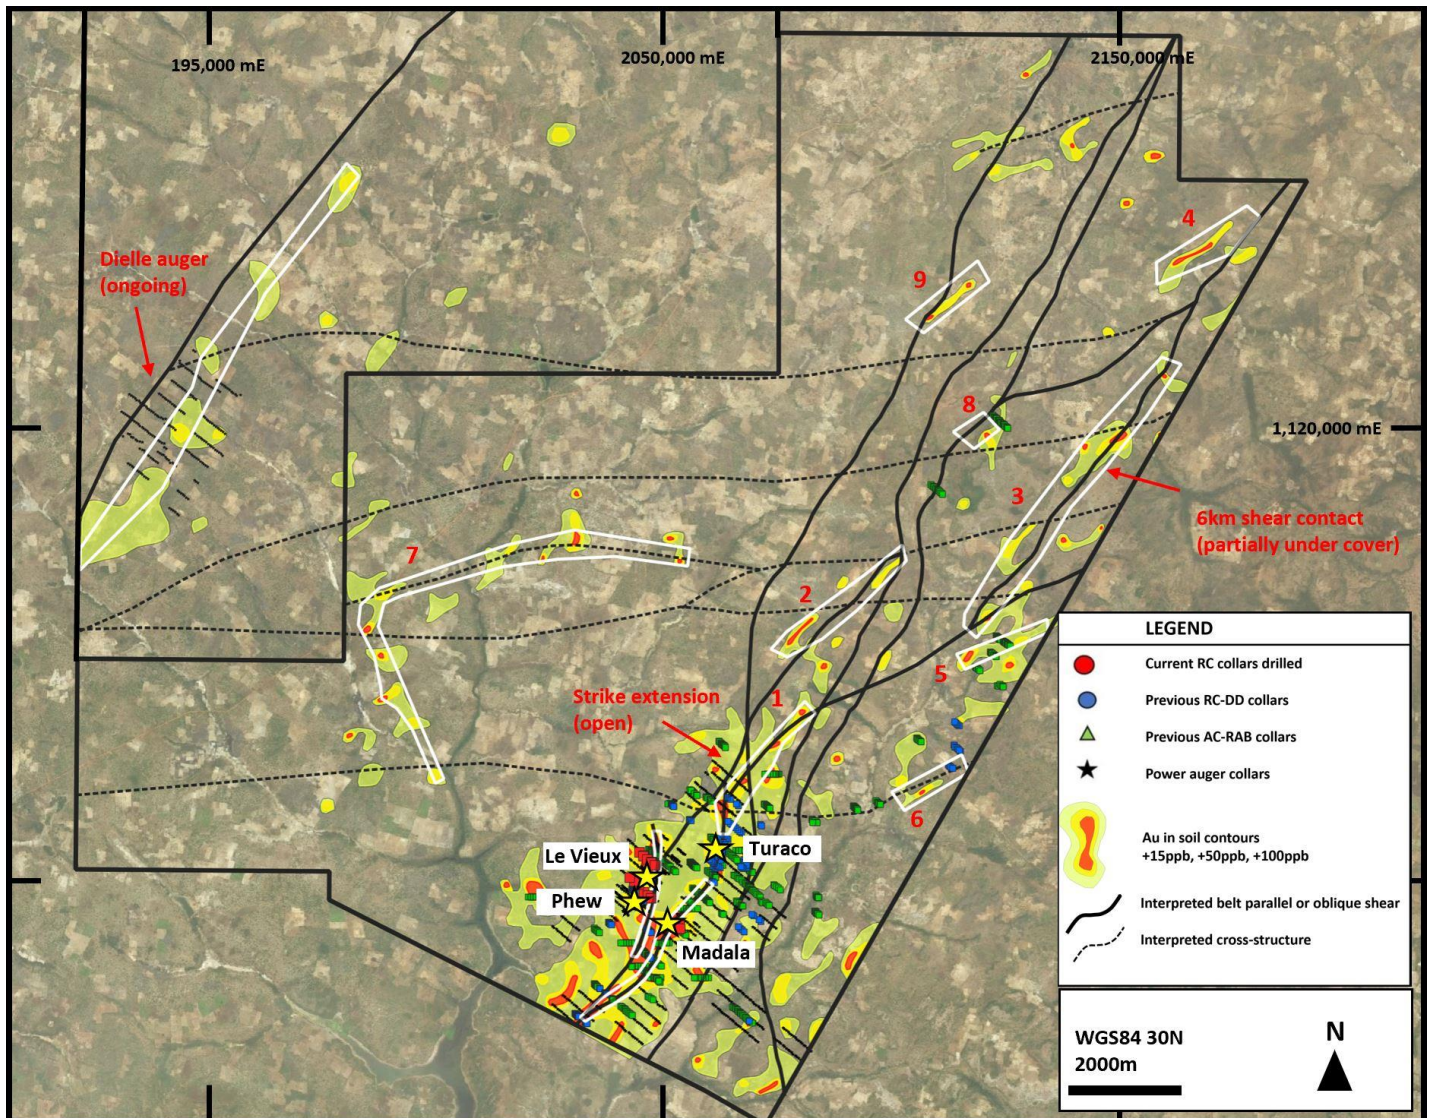 195,000 mE
2050,000 mE
2150,000 mE
4
Dielle auger
(ongoing)
9
8
1,120,000 mE
3
6km shear contact
(partially under cover)
7
2
5
Strike extension
(open)
1
6
Le Vieux
Turaco
Phew
Madala
LEGEND
Current RC collars drilled
Previous RC-DD collars
Previous AC-RAB collars
Power auger collars
Au in soil contours
+15ppb, +50ppb, +100ppb
Interpreted belt parallel or oblique shear
Interpreted cross-structure
WGS84 30N
2000m
N